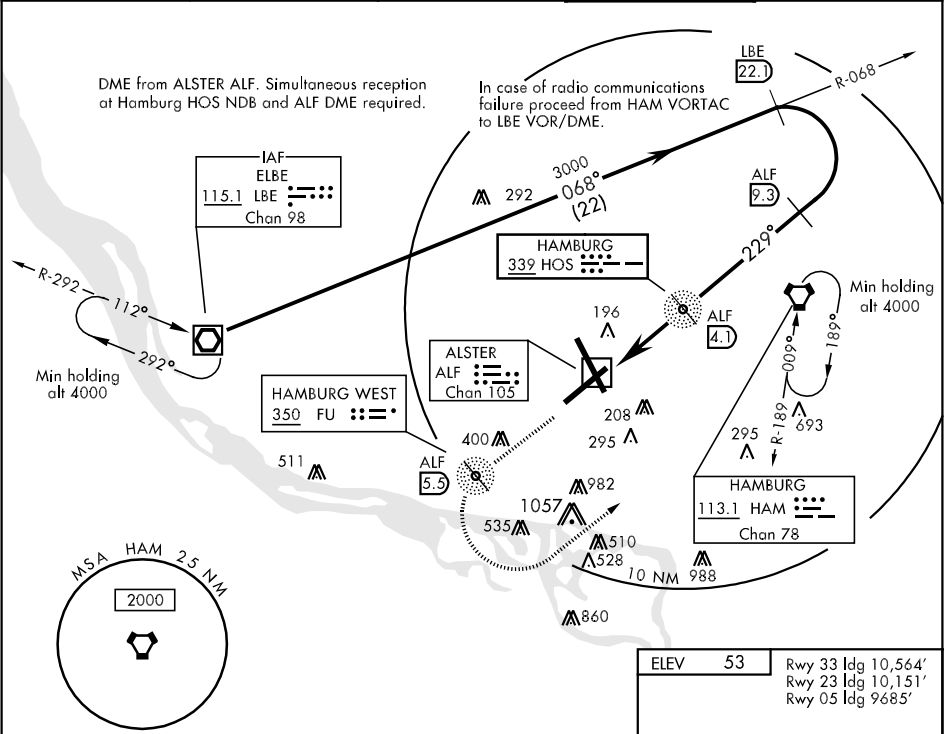 DME from ALSTER ALF. Simultaneous reception
at Hamburg HOS NDB and ALF DME required.
In case of radio communications
failure proceed from HAM VORTAC
to LBE VOR/DME.
LBE
22.1
R-068
IAF
ELBE
115.1 LBE
Chan 98
3000
068°
(22)
292
ALF
9.3
229°
HAMBURG
339 HOS
R-292
112°
292°
Min holding
alt 4000
196
ALF
4.1
Min holding
alt 4000
189°
009°
R-189
ALSTER
ALF
Chan 105
HAMBURG WEST
350 FU
208
295
693
295
400
ALF
5.5
511
982
1057
535
510
528
10 NM
988
860
HAMBURG
113.1 HAM
Chan 78
MSA HAM 25 NM
2000
ELEV 53
Rwy 33 ldg 10,564'
Rwy 23 ldg 10,151'
Rwy 05 ldg 9685'